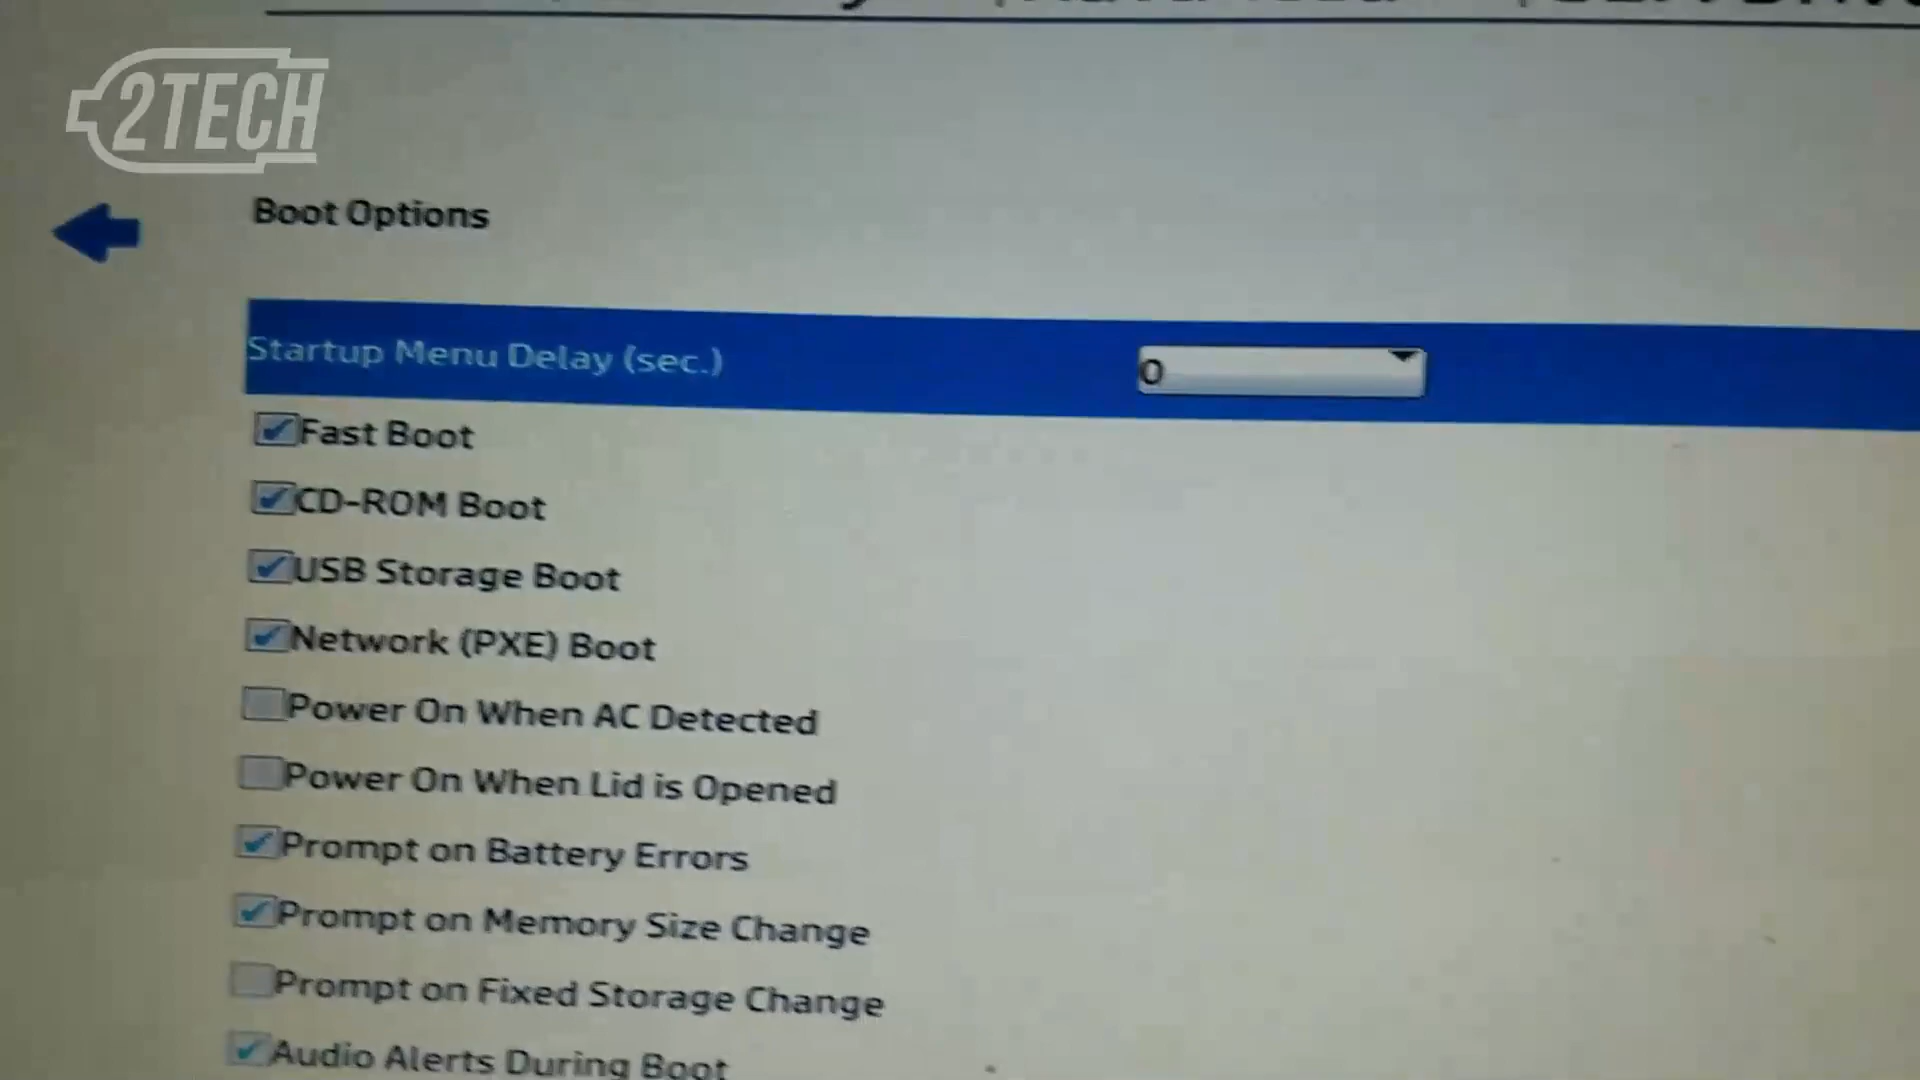 2TECH
Boot Options
Startup Menu Delay (sec.)
0
Fast Boot
CD-ROM Boot
USB Storage Boot
Network (PXE) Boot
Power On When AC Detected
Power On When Lid is Opened
Prompt on Battery Errors
Prompt on Memory Size Change
Prompt on Fixed Storage Change
Audio Alerts During Boot